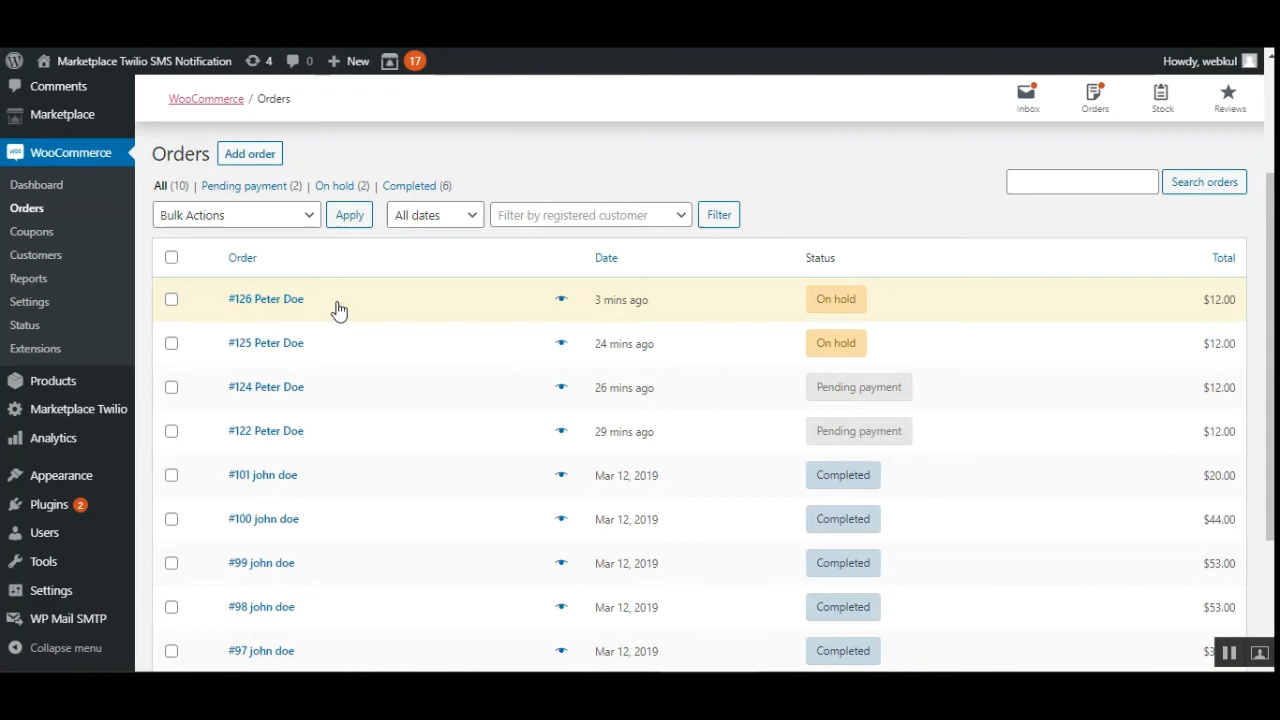 Marketplace Twilio SMS Notification 4 0 New 17 Howdy, webkul
Comments
Marketplace
WooCommerce
Dashboard
Orders
Coupons
Customers
Reports
Settings
Status
Extensions
Products
Marketplace Twilio
Analytics
Appearance
Plugins 2
Users
Tools
Settings
WP Mail SMTP
Collapse menu
WooCommerce / Orders
Inbox
Orders
Stock
Reviews
Orders Add order
All (10) | Pending payment (2) | On hold (2) | Completed (6)
Search orders
Bulk Actions Apply All dates Filter by registered customer Filter
Order Date Status Total
#126 Peter Doe 3 mins ago On hold $12.00
#125 Peter Doe 24 mins ago On hold $12.00
#124 Peter Doe 26 mins ago Pending payment $12.00
#122 Peter Doe 29 mins ago Pending payment $12.00
#101 john doe Mar 12, 2019 Completed $20.00
#100 john doe Mar 12, 2019 Completed $44.00
#99 john doe Mar 12, 2019 Completed $53.00
#98 john doe Mar 12, 2019 Completed $53.00
#97 john doe Mar 12, 2019 Completed